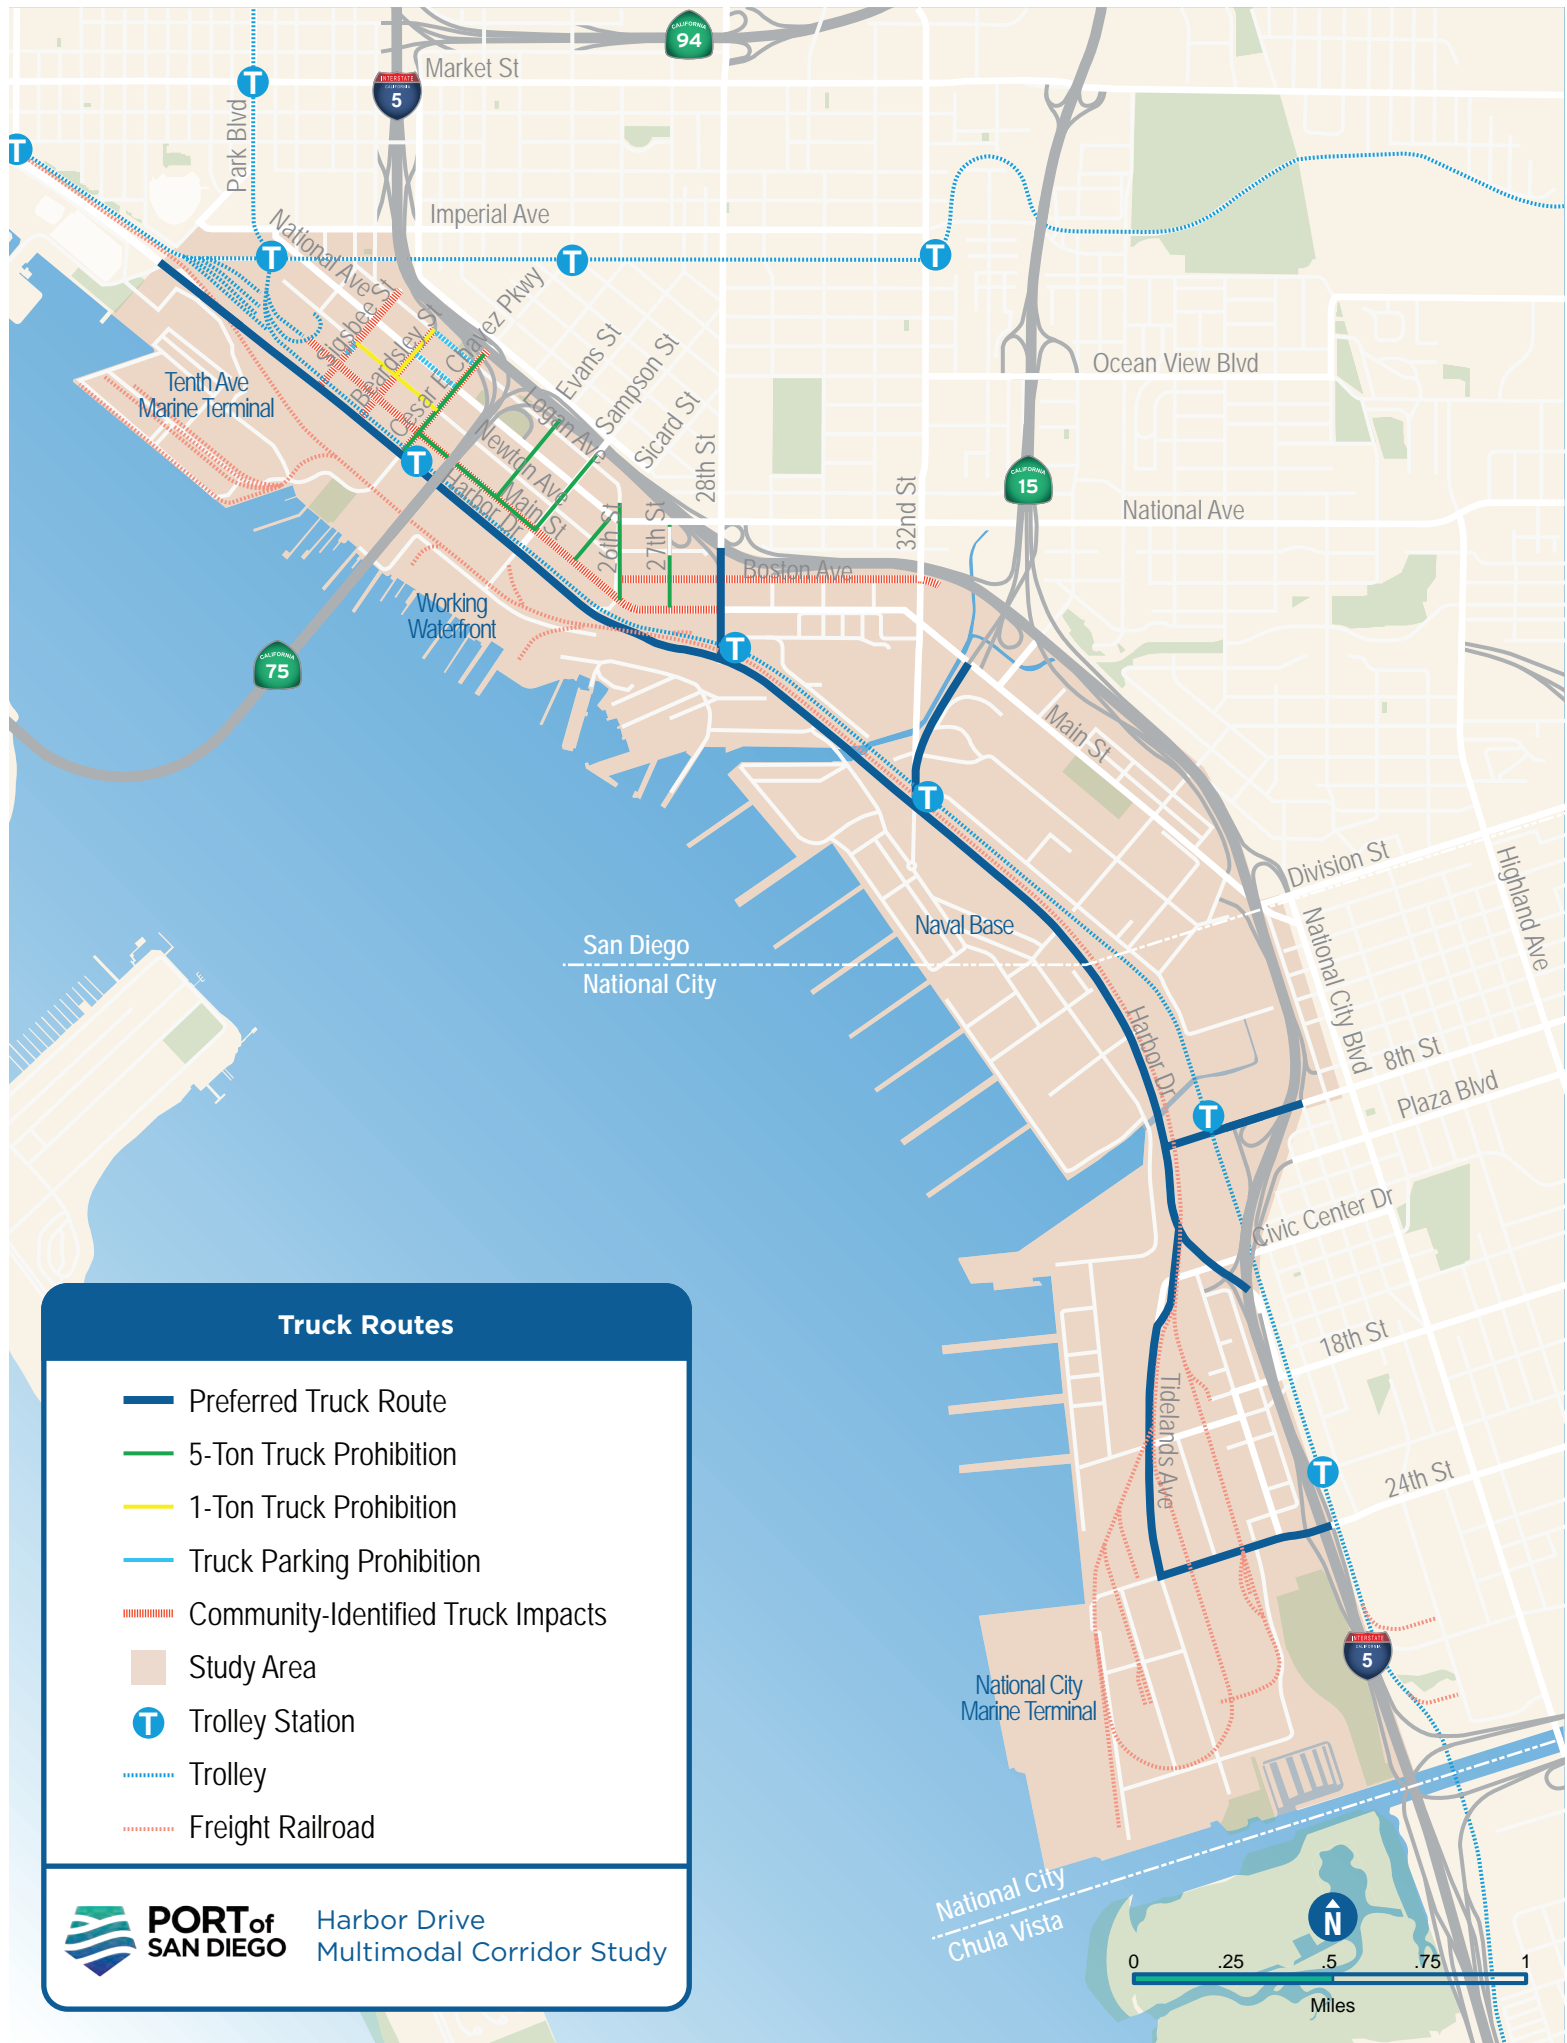 CALIFORNIA
94
Market St
INTERSTATE
CALIFORNIA
5
T
Park Blvd
T
Imperial Ave
National Ave
T
T
T
Sigsbee St
Beardsley St
Cesar E Chavez Pkwy
Evans St
Sampson St
Sicard St
Logan Ave
Ocean View Blvd
Tenth Ave
Marine Terminal
Newton Ave
28th St
32nd St
CALIFORNIA
15
T
Harbor Dr
Main St
National Ave
26th St
27th St
Boston Ave
Working
Waterfront
CALIFORNIA
75
T
Main St
T
Division St
Highland Ave
National City Blvd
Naval Base
San Diego
National City
Harbor Dr
8th St
Plaza Blvd
T
Civic Center Dr
18th St
Tidelands Ave
T
24th St
INTERSTATE
CALIFORNIA
5
National City
Marine Terminal
National City
Chula Vista
Truck Routes
Preferred Truck Route
5-Ton Truck Prohibition
1-Ton Truck Prohibition
Truck Parking Prohibition
Community-Identified Truck Impacts
Study Area
T Trolley Station
Trolley
Freight Railroad
PORT of
SAN DIEGO
Harbor Drive
Multimodal Corridor Study
N
0 .25 .5 .75 1
Miles